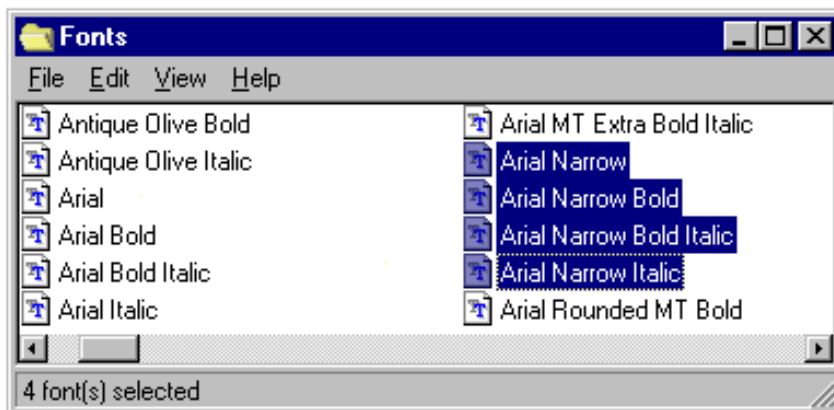 Fonts
File Edit View Help
Antique Olive Bold
Antique Olive Italic
Arial
Arial Bold
Arial Bold Italic
Arial Italic
Arial MT Extra Bold Italic
Arial Narrow
Arial Narrow Bold
Arial Narrow Bold Italic
Arial Narrow Italic
Arial Rounded MT Bold
4 font(s) selected